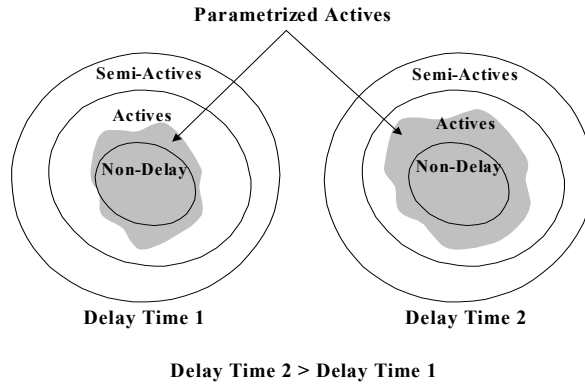 Parametrized Actives
Semi-Actives
Actives
Non-Delay
Delay Time 1
Semi-Actives
Actives
Non-Delay
Delay Time 2
Delay Time 2 > Delay Time 1